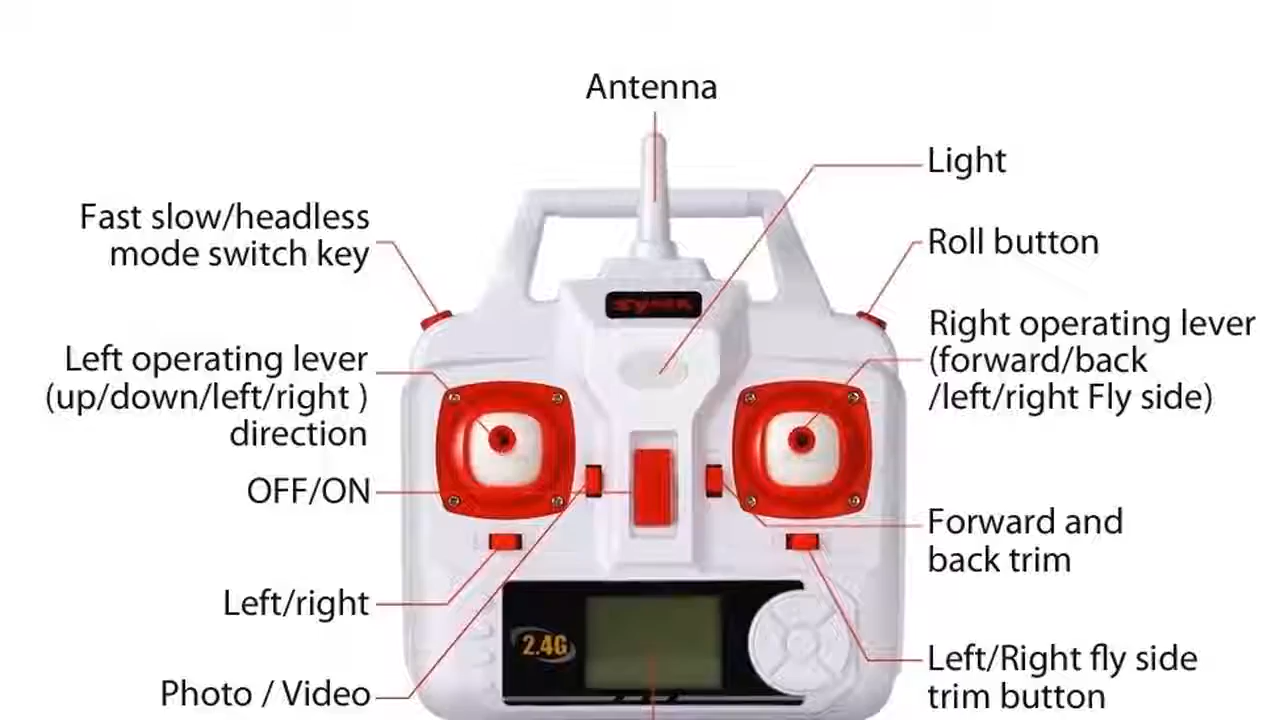 Antenna
Light
Fast slow/headless
mode switch key
Roll button
syma
Right operating lever
(forward/back
/left/right Fly side)
Left operating lever
(up/down/left/right )
direction
OFF/ON
Forward and
back trim
Left/right
2.4G
Left/Right fly side
trim button
Photo / Video